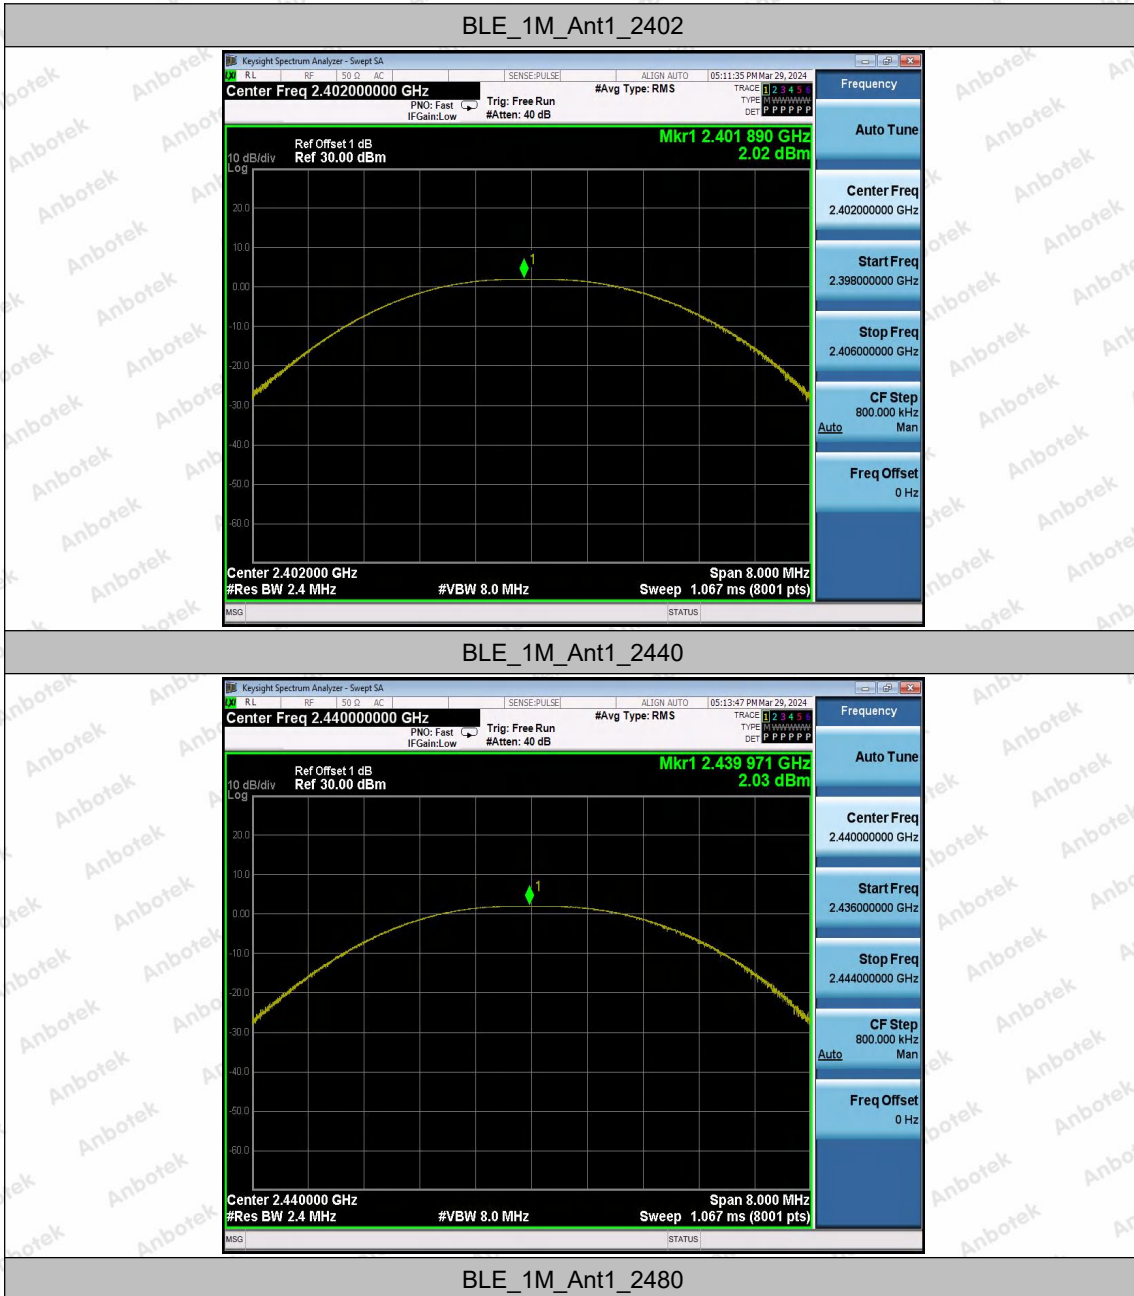 BLE_1M_Ant1_2402
Keysight Spectrum Analyzer - Swept SA
RL RF 50 Ω AC SENSE:PULSE ALIGN AUTO 05:11:35 PM Mar 29, 2024
Center Freq 2.402000000 GHz
PNO: Fast
IFGain:Low
Trig: Free Run
#Atten: 40 dB
#Avg Type: RMS
TRACE 1 2 3 4 5 6
TYPE M WWWWW
DET P P P P P P
Ref Offset 1 dB
10 dB/div Ref 30.00 dBm
Log
Mkr1 2.401 890 GHz
2.02 dBm
20.0
10.0
0.00
-10.0
-20.0
-30.0
-40.0
-50.0
-60.0
1
Center 2.402000 GHz Span 8.000 MHz
#Res BW 2.4 MHz #VBW 8.0 MHz Sweep 1.067 ms (8001 pts)
MSG STATUS
Frequency
Auto Tune
Center Freq
2.402000000 GHz
Start Freq
2.398000000 GHz
Stop Freq
2.406000000 GHz
CF Step
800.000 kHz
Auto Man
Freq Offset
0 Hz
BLE_1M_Ant1_2440
Keysight Spectrum Analyzer - Swept SA
RL RF 50 Ω AC SENSE:PULSE ALIGN AUTO 05:13:47 PM Mar 29, 2024
Center Freq 2.440000000 GHz
PNO: Fast
IFGain:Low
Trig: Free Run
#Atten: 40 dB
#Avg Type: RMS
TRACE 1 2 3 4 5 6
TYPE M WWWWW
DET P P P P P P
Ref Offset 1 dB
10 dB/div Ref 30.00 dBm
Log
Mkr1 2.439 971 GHz
2.03 dBm
20.0
10.0
0.00
-10.0
-20.0
-30.0
-40.0
-50.0
-60.0
1
Center 2.440000 GHz Span 8.000 MHz
#Res BW 2.4 MHz #VBW 8.0 MHz Sweep 1.067 ms (8001 pts)
MSG STATUS
Frequency
Auto Tune
Center Freq
2.440000000 GHz
Start Freq
2.436000000 GHz
Stop Freq
2.444000000 GHz
CF Step
800.000 kHz
Auto Man
Freq Offset
0 Hz
BLE_1M_Ant1_2480
Anbotek